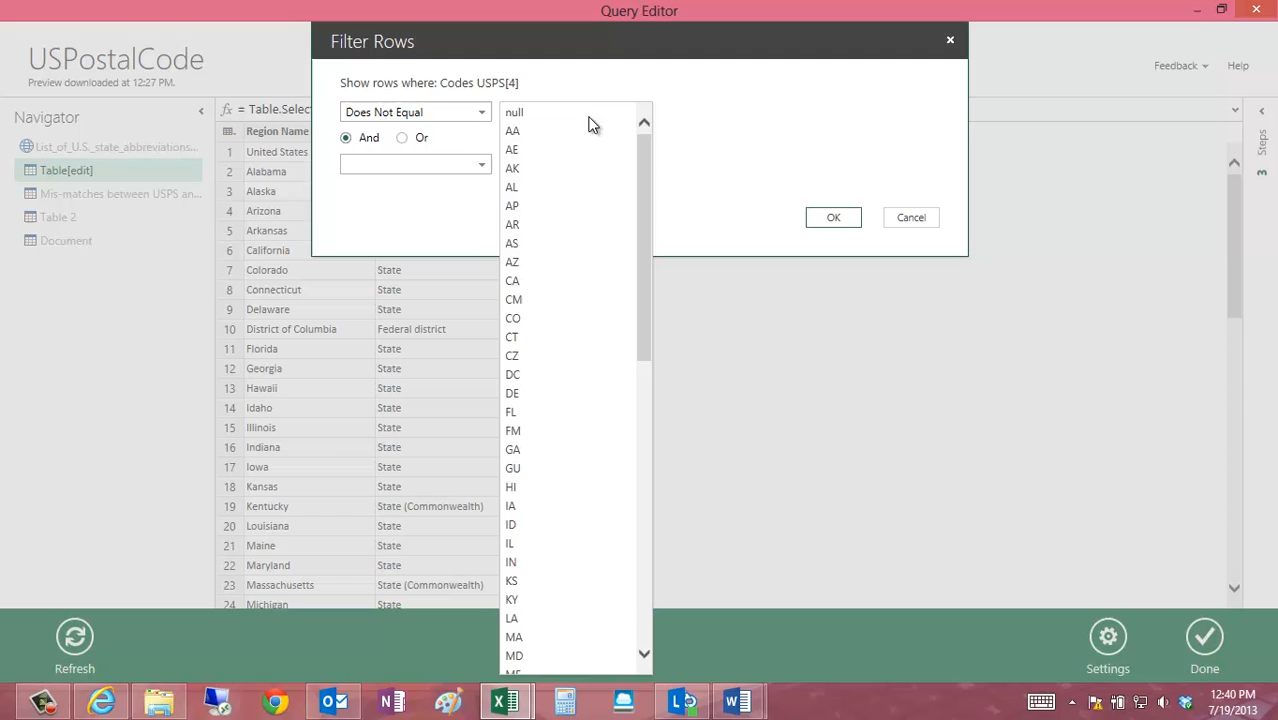 Query Editor
USPostalCode
Preview downloaded at 12:27 PM.
Feedback
Help
Filter Rows
Show rows where: Codes USPS[4]
Does Not Equal
And
Or
OK
Cancel
null
AA
AE
AK
AL
AP
AR
AS
AZ
CA
CM
CO
CT
CZ
DC
DE
FL
FM
GA
GU
HI
IA
ID
IL
IN
KS
KY
LA
MA
MD
Navigator
List_of_U.S._state_abbreviations...
Table[edit]
Mis-matches between USPS an...
Table 2
Document
fx = Table.Selec
Steps
3
Region Name
1 United States
2 Alabama
3 Alaska
4 Arizona
5 Arkansas
6 California
7 Colorado State
8 Connecticut State
9 Delaware State
10 District of Columbia Federal district
11 Florida State
12 Georgia State
13 Hawaii State
14 Idaho State
15 Illinois State
16 Indiana State
17 Iowa State
18 Kansas State
19 Kentucky State (Commonwealth)
20 Louisiana State
21 Maine State
22 Maryland State
23 Massachusetts State (Commonwealth)
24 Michigan State
Refresh
Settings
Done
12:40 PM
7/19/2013